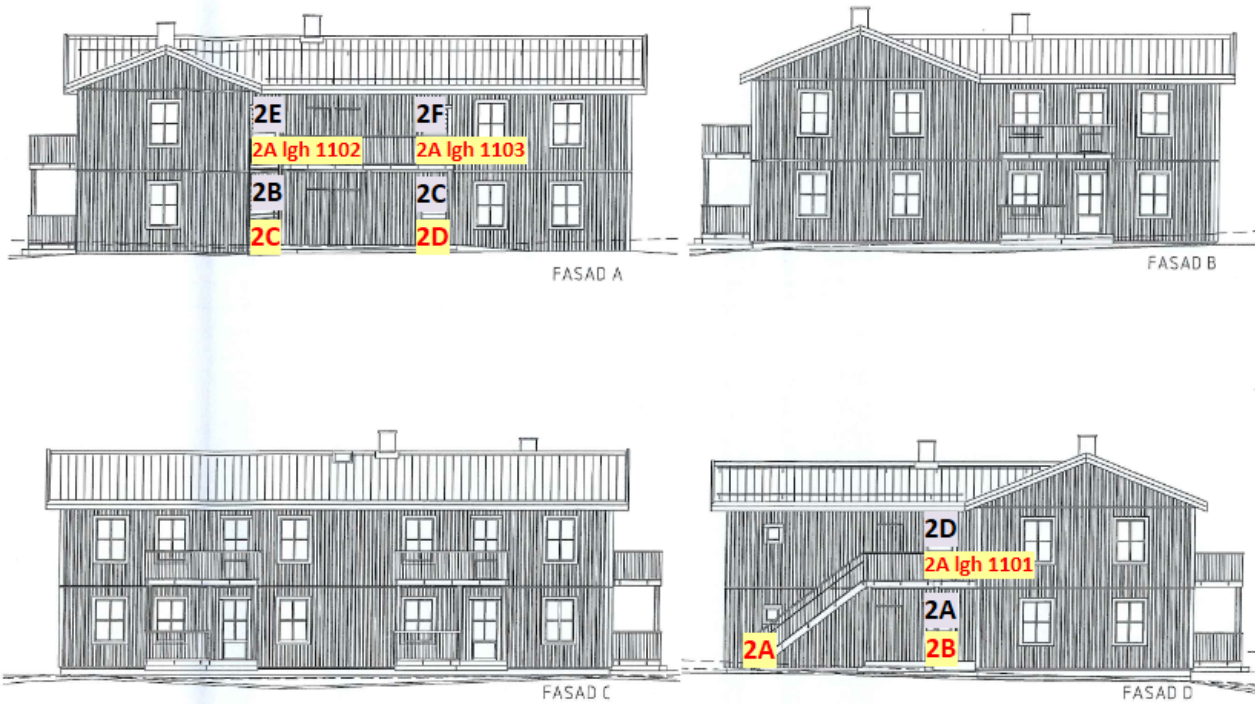 2E
2F
2A lgh 1102
2A lgh 1103
2B
2C
2C
2D
FASAD A
FASAD B
2D
2A lgh 1101
2A
2A
2B
FASAD C
FASAD D